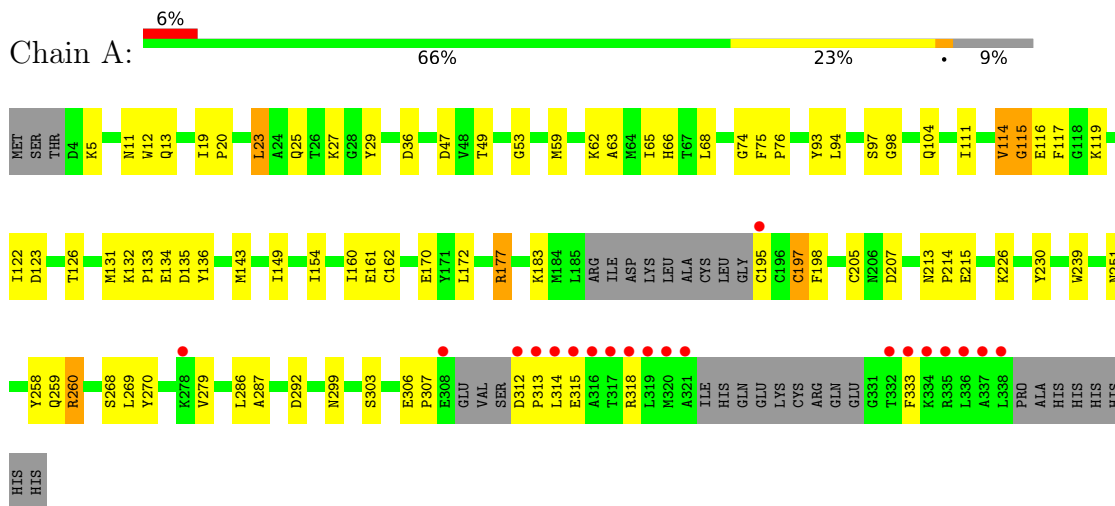 6%
Chain A:
66% 23% • 9%
MET SER THR D4 K5 N11 W12 Q13 I19 P20 L23 A24 Q25 T26 K27 G28 Y29 D36 D47 V48 T49 G53 M59 K62 A63 M64 I65 H66 T67 L68 G74 F75 P76 Y93 L94 S97 G98 Q104 I111 V114 G115 E116 F117 G118 K119
I122 D123 T126 M131 K132 P133 E134 D135 Y136 M143 I149 I154 I160 E161 C162 E170 Y171 L172 R177 K183 M184 L185 ARG ILE ASP LYS LEU ALA CYS LEU GLY C195 C196 C197 F198 C205 N206 D207 N213 P214 E215 K226 Y230 W239 N251
Y258 Q259 R260 S268 L269 Y270 K278 V279 L286 A287 D292 N299 S303 E306 P307 E308 GLU VAL SER D312 P313 L314 E315 A316 T317 R318 L319 M320 A321 ILE HIS GLN GLU LYS CYS ARG GLN GLU G331 T332 F333 K334 R335 L336 A337 L338 PRO ALA HIS HIS HIS HIS
HIS HIS